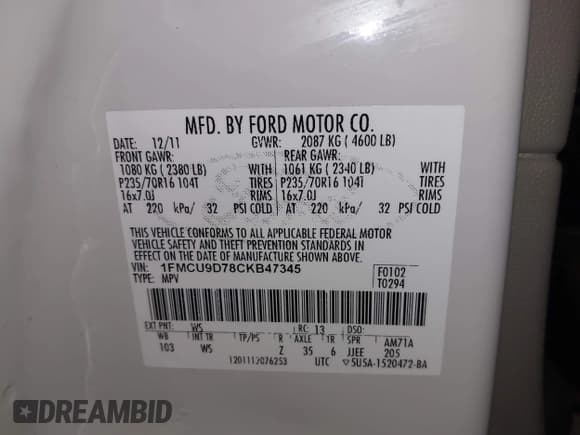 MFD. BY FORD MOTOR CO.
DATE: 12/11 GVWR: 2087 KG ( 4600 LB)
FRONT GAWR: REAR GAWR:
1080 KG ( 2380 LB) WITH 1061 KG ( 2340 LB) WITH
P235/70R16 104T TIRES P235/70R16 104T TIRES
16x7.0J RIMS 16x7.0J RIMS
AT 220 kPa/ 32 PSI COLD AT 220 kPa/ 32 PSI COLD
THIS VEHICLE CONFORMS TO ALL APPLICABLE FEDERAL MOTOR
VEHICLE SAFETY AND THEFT PREVENTION STANDARDS IN
EFFECT ON THE DATE OF MANUFACTURE SHOWN ABOVE.
VIN: 1FMCU9D78CKB47345 F0102
TYPE: MPV T0294
EXT PNT: WS RC: 13 DSO:
WB INT TR TP/PS R AXLE TR SPR AM71A
103 WS Z 35 6 JJEE 205
1201112076253 UTC ▽5U5A-1520472-BA
DREAMBID